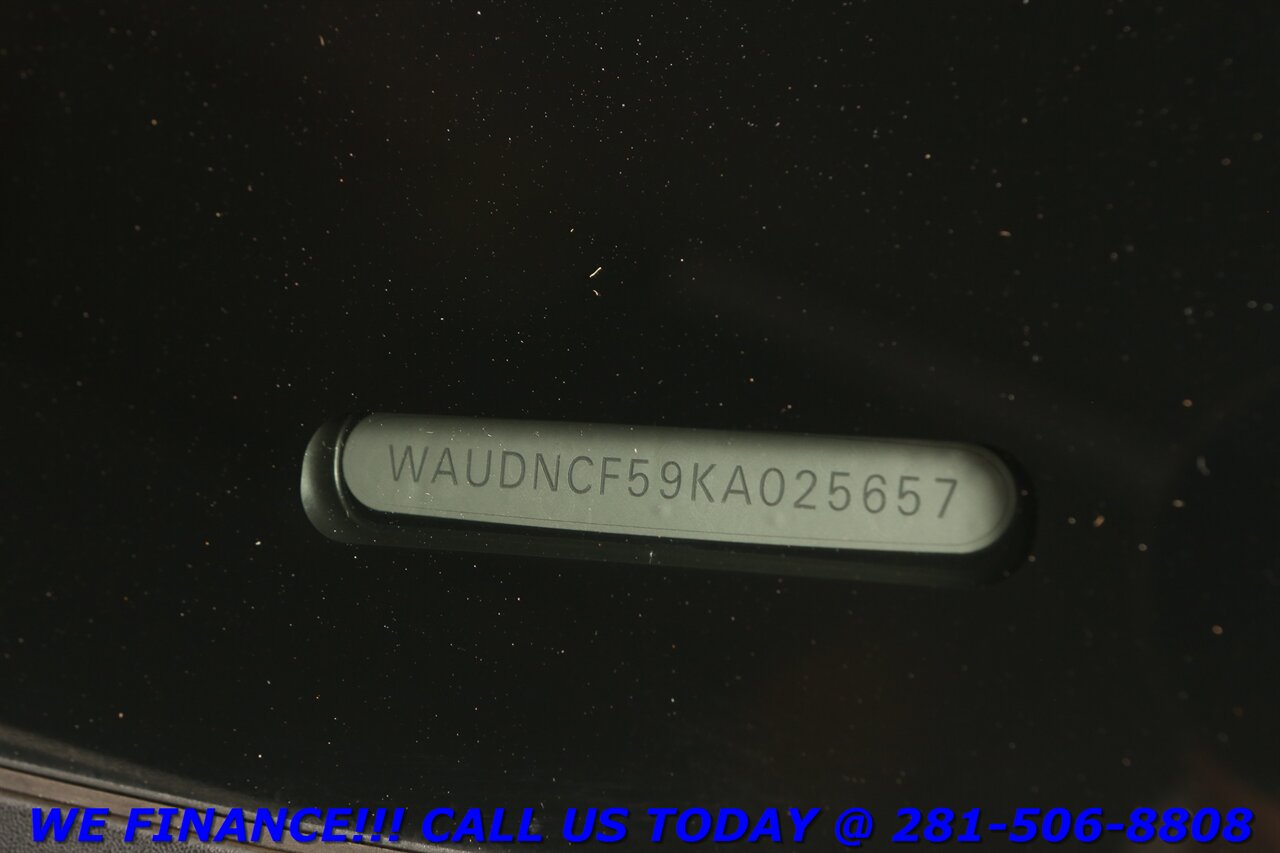 WAUDNCF59KA025657
WE FINANCE!!! CALL US TODAY @ 281-506-8808